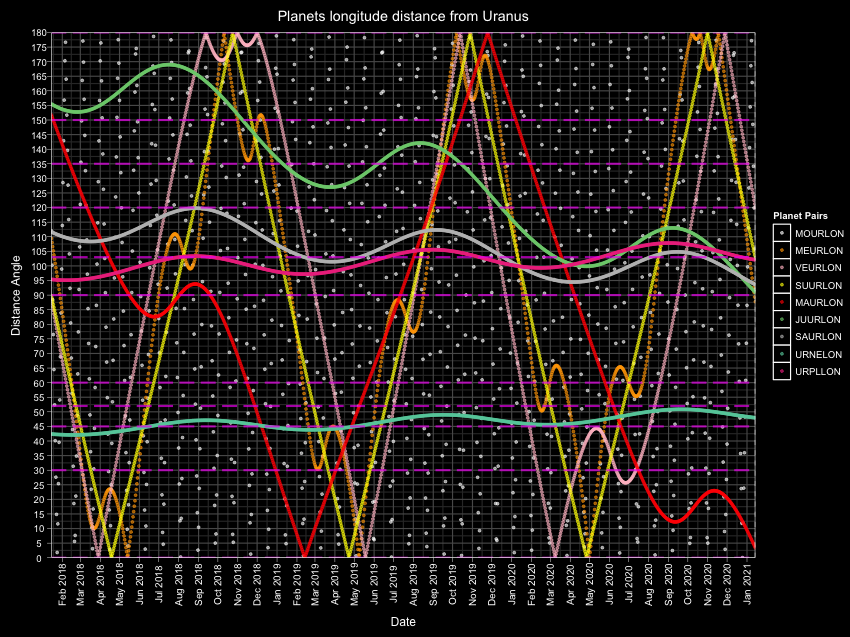 Planets longitude distance from Uranus
Distance Angle
180
175
170
165
160
155
150
145
140
135
130
125
120
115
110
105
100
95
90
85
80
75
70
65
60
55
50
45
40
35
30
25
20
15
10
5
0
Feb 2018
Mar 2018
Apr 2018
May 2018
Jun 2018
Jul 2018
Aug 2018
Sep 2018
Oct 2018
Nov 2018
Dec 2018
Jan 2019
Mar 2019
Apr 2019
May 2019
Jun 2019
Jul 2019
Aug 2019
Sep 2019
Oct 2019
Nov 2019
Dec 2019
Jan 2020
Feb 2020
Mar 2020
Apr 2020
May 2020
Jun 2020
Jul 2020
Aug 2020
Sep 2020
Oct 2020
Nov 2020
Dec 2020
Jan 2021
Date
Planet Pairs
MOURLON
MEURLON
VEURLON
SUURLON
MAURLON
JUURLON
SAURLON
URNELON
URPLLON